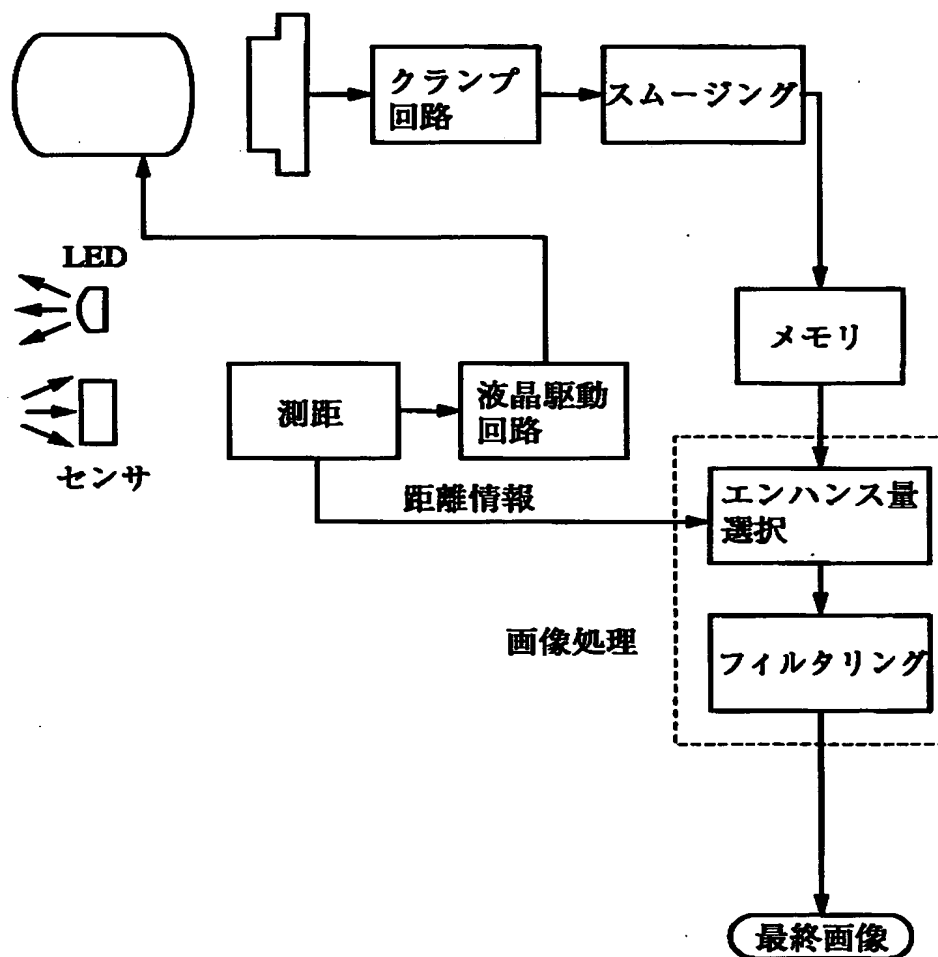 クランプ
回路
スムージング
LED
メモリ
測距
液晶駆動
回路
センサ
距離情報
エンハンス量
選択
画像処理
フィルタリング
最終画像